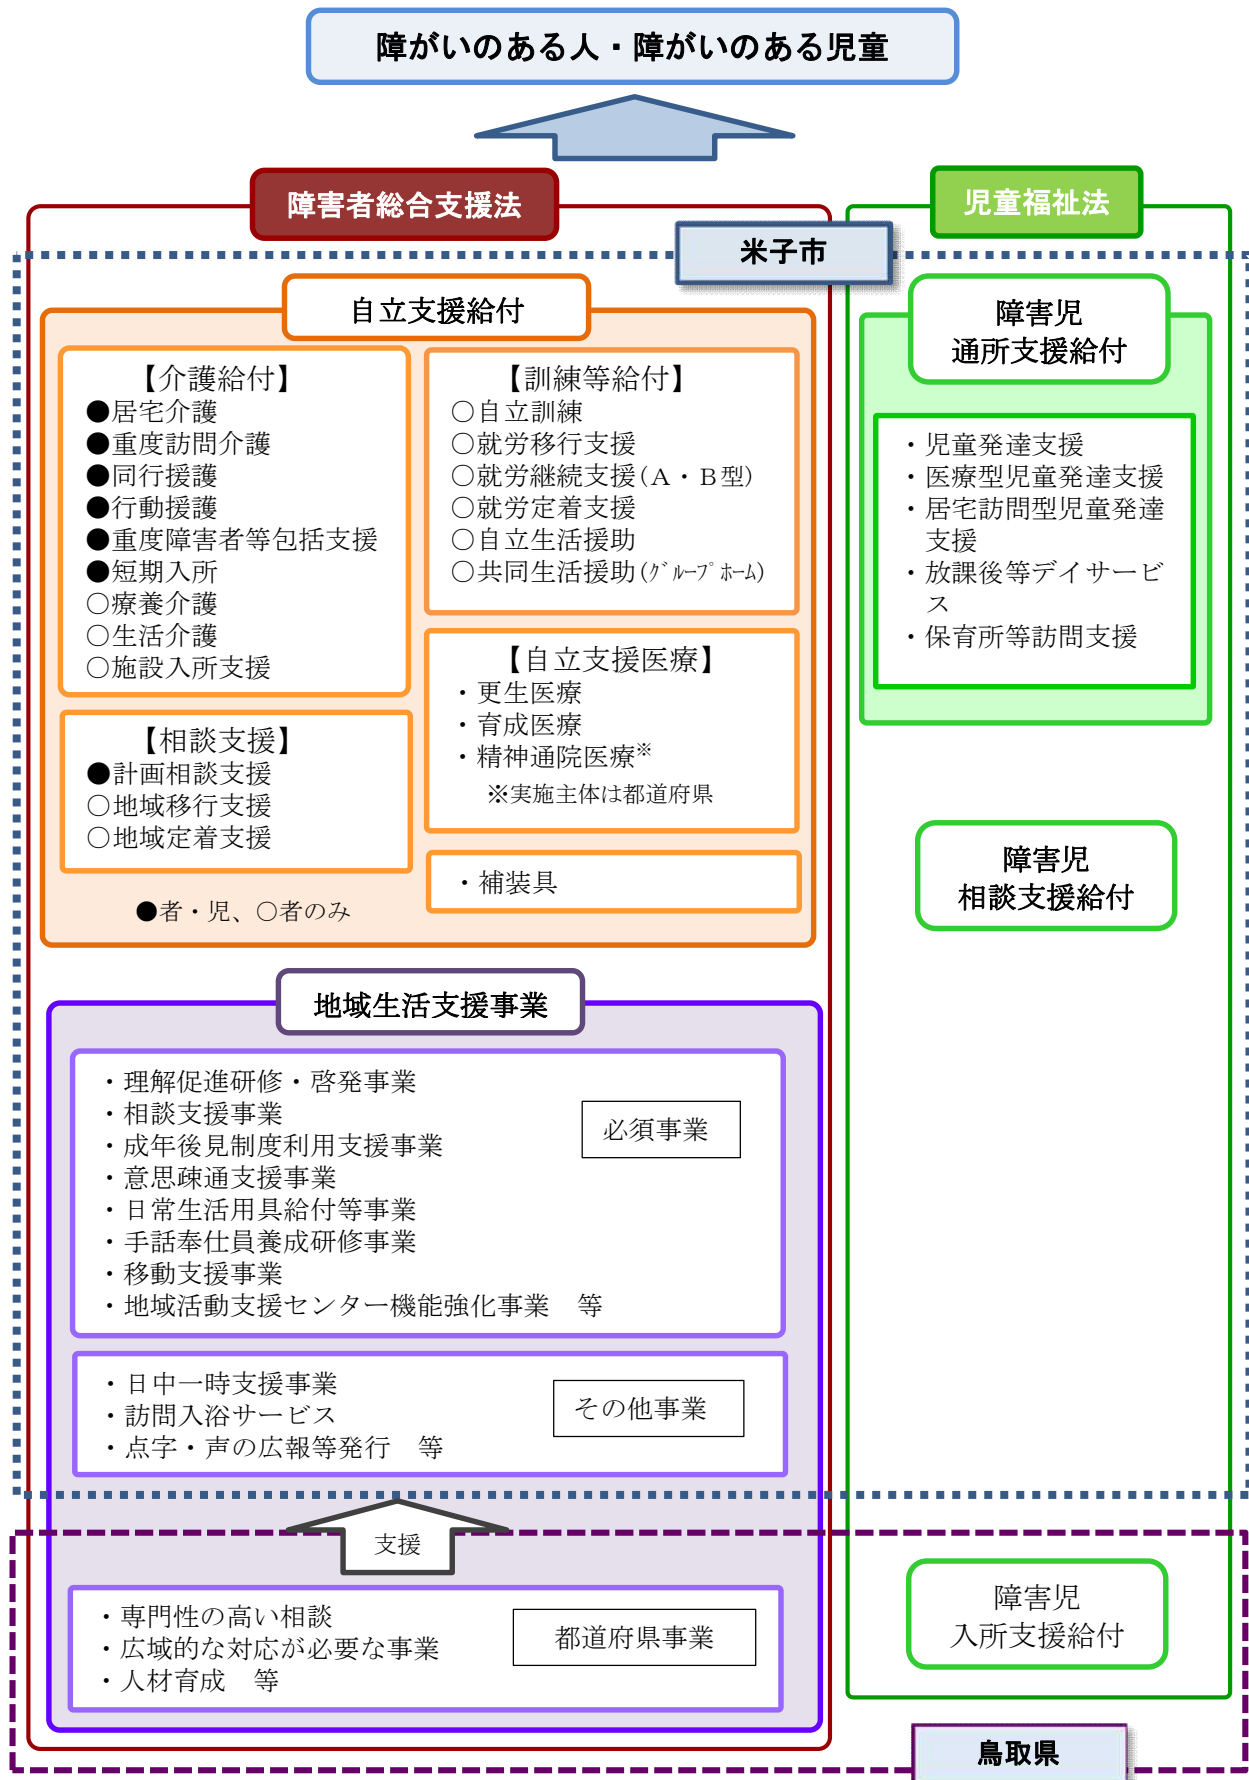 障がいのある人・障がいのある児童
障害者総合支援法
児童福祉法
米子市
自立支援給付
【介護給付】
●居宅介護
●重度訪問介護
●同行援護
●行動援護
●重度障害者等包括支援
●短期入所
○療養介護
○生活介護
○施設入所支援
【訓練等給付】
○自立訓練
○就労移行支援
○就労継続支援(A・B型)
○就労定着支援
○自立生活援助
○共同生活援助(ｸﾞﾙｰﾌﾟﾎｰﾑ)
【相談支援】
●計画相談支援
○地域移行支援
○地域定着支援
【自立支援医療】
・更生医療
・育成医療
・精神通院医療※
※実施主体は都道府県
・補装具
●者・児、○者のみ
障害児
通所支援給付
・児童発達支援
・医療型児童発達支援
・居宅訪問型児童発達
支援
・放課後等デイサービ
ス
・保育所等訪問支援
障害児
相談支援給付
地域生活支援事業
・理解促進研修・啓発事業
・相談支援事業
・成年後見制度利用支援事業
・意思疎通支援事業
・日常生活用具給付等事業
・手話奉仕員養成研修事業
・移動支援事業
・地域活動支援センター機能強化事業　等
必須事業
・日中一時支援事業
・訪問入浴サービス
・点字・声の広報等発行　等
その他事業
支援
・専門性の高い相談
・広域的な対応が必要な事業
・人材育成　等
都道府県事業
障害児
入所支援給付
鳥取県